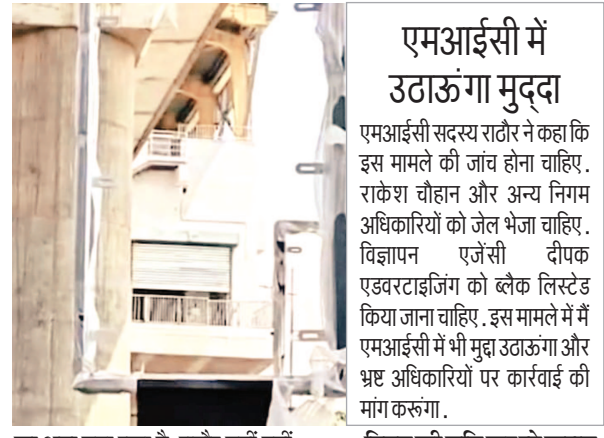 एमआईसी में
उठाऊंगा मुद्दा
एमआईसी सदस्य राठौर ने कहा कि
इस मामले की जांच होना चाहिए.
राकेश चौहान और अन्य निगम
अधिकारियों को जेल भेजा चाहिए.
विज्ञापन एजेंसी दीपक
एडवरटाइजिंग को ब्लैक लिस्टेड
किया जाना चाहिए. इस मामले में मैं
एमआईसी में भी मुद्दा उठाऊंगा और
भ्रष्ट अधिकारियों पर कार्रवाई की
मांग करूंगा.